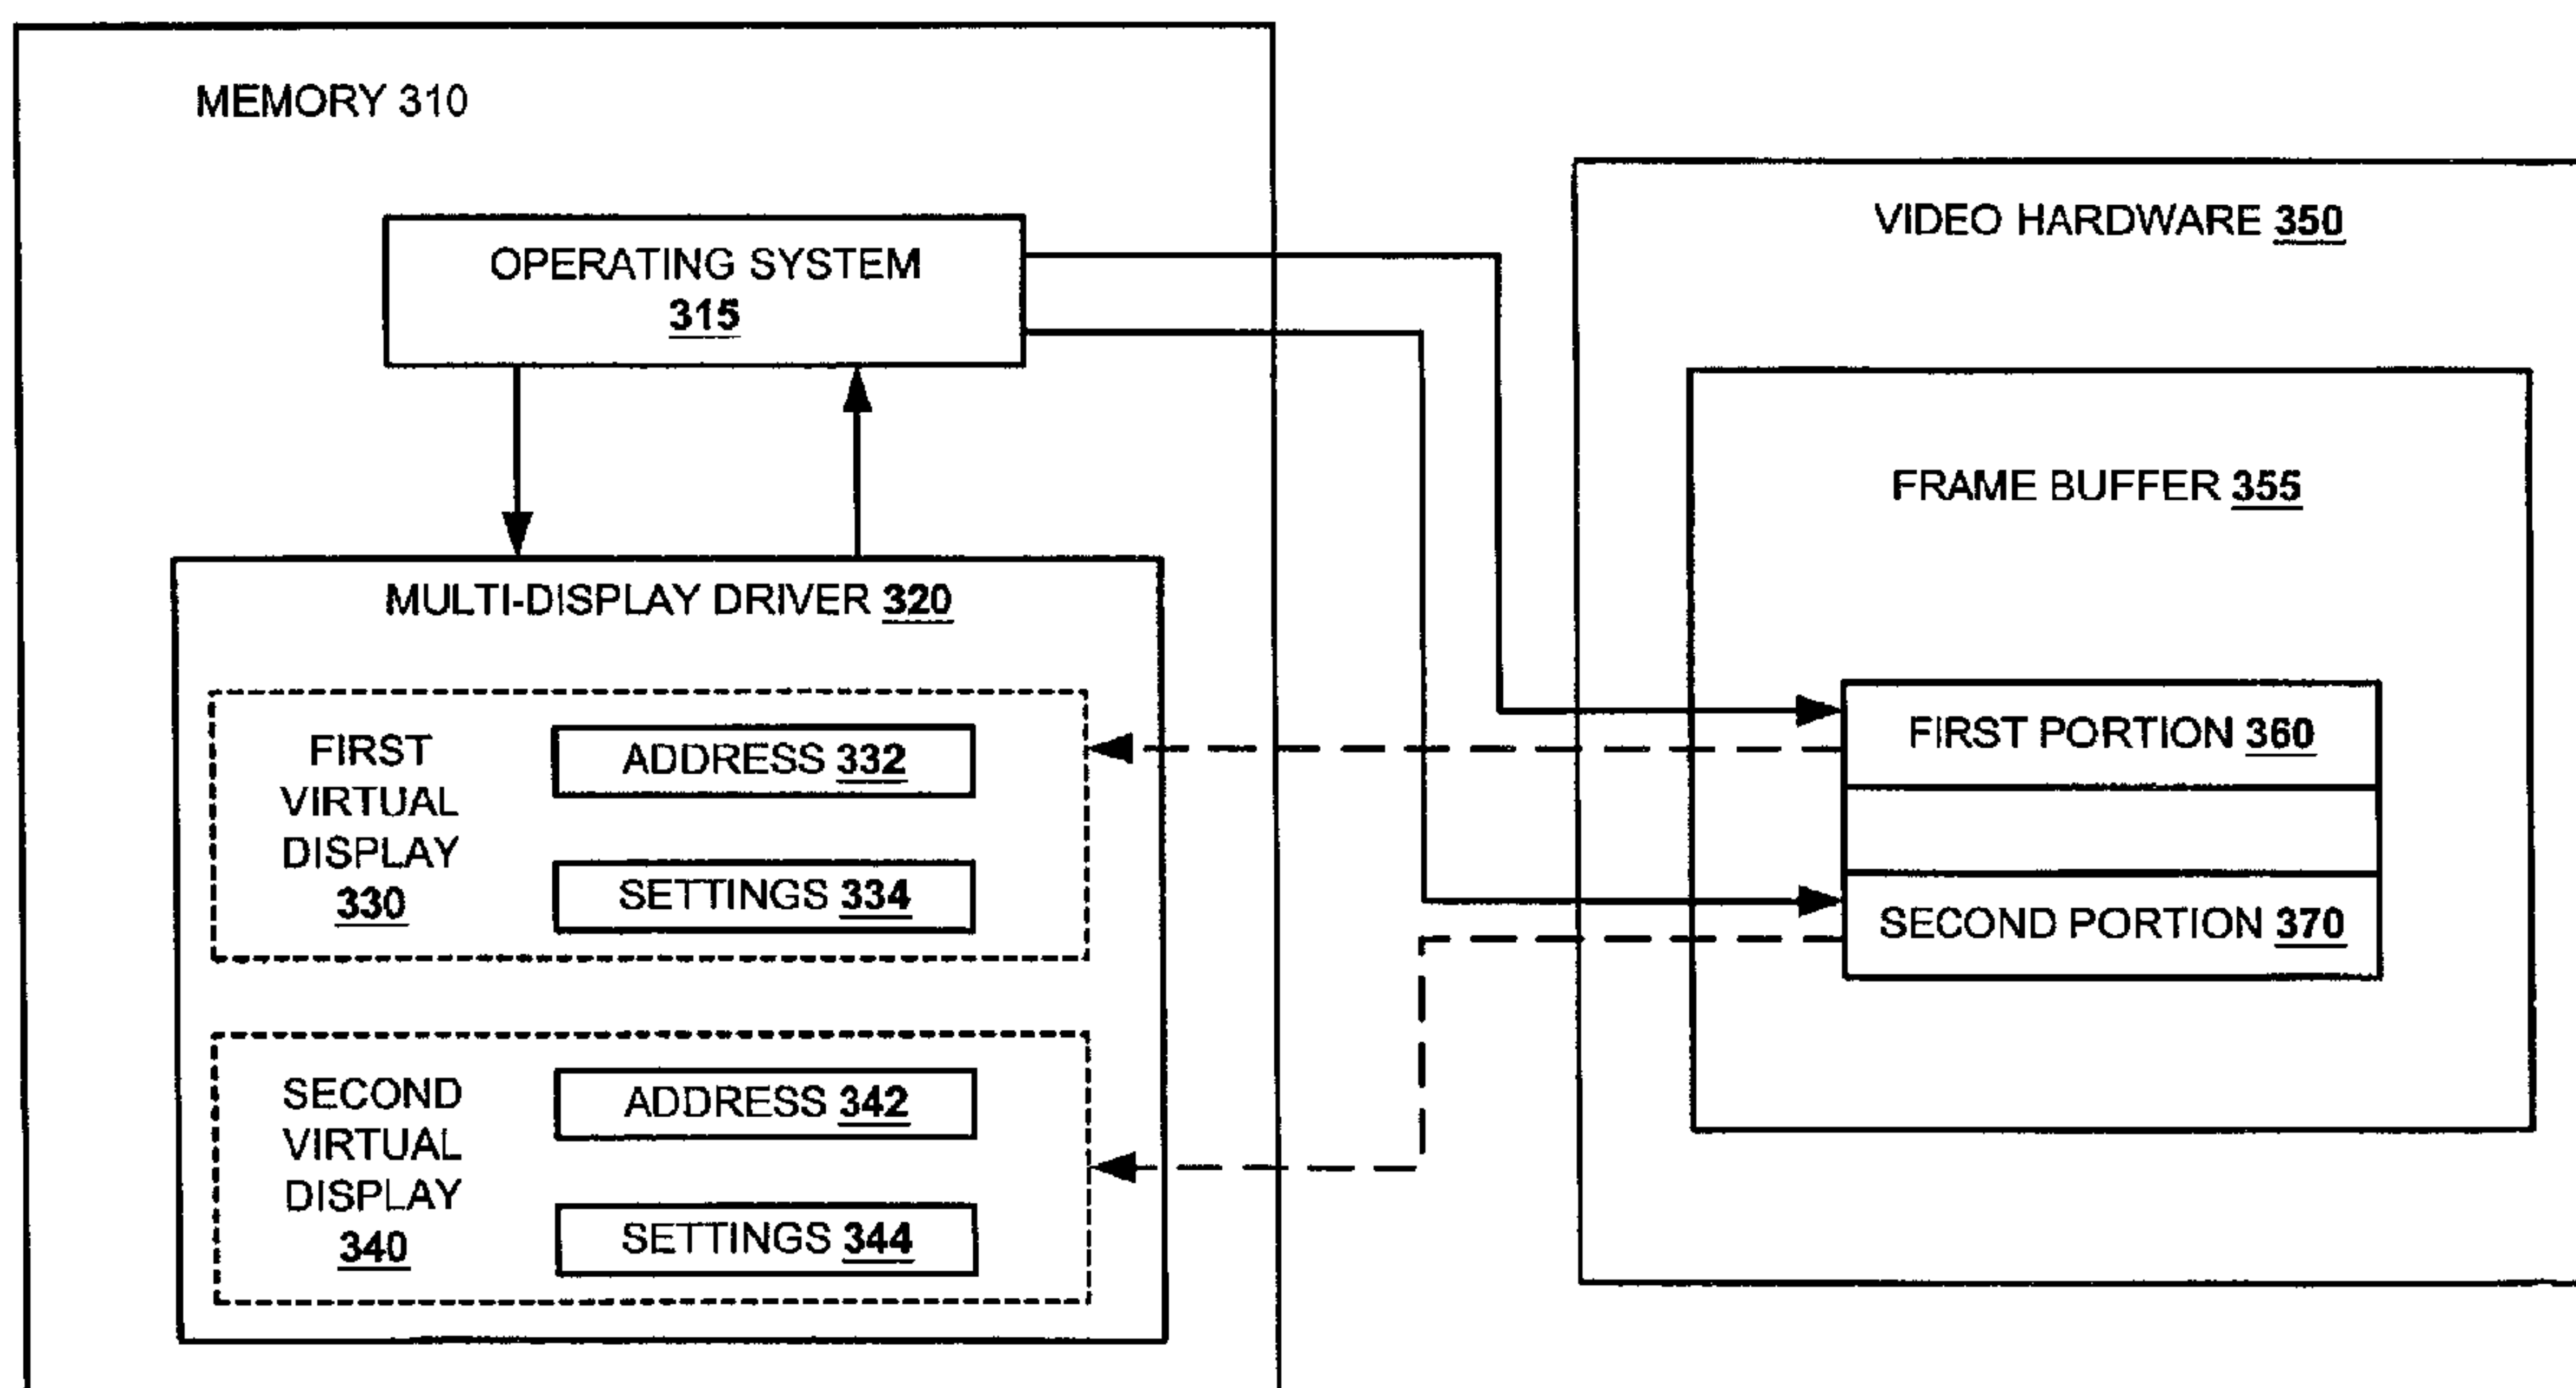 MEMORY 310
OPERATING SYSTEM
315
MULTI-DISPLAY DRIVER 320
FIRST
VIRTUAL
DISPLAY
330
ADDRESS 332
SETTINGS 334
SECOND
VIRTUAL
DISPLAY
340
ADDRESS 342
SETTINGS 344
VIDEO HARDWARE 350
FRAME BUFFER 355
FIRST PORTION 360
SECOND PORTION 370